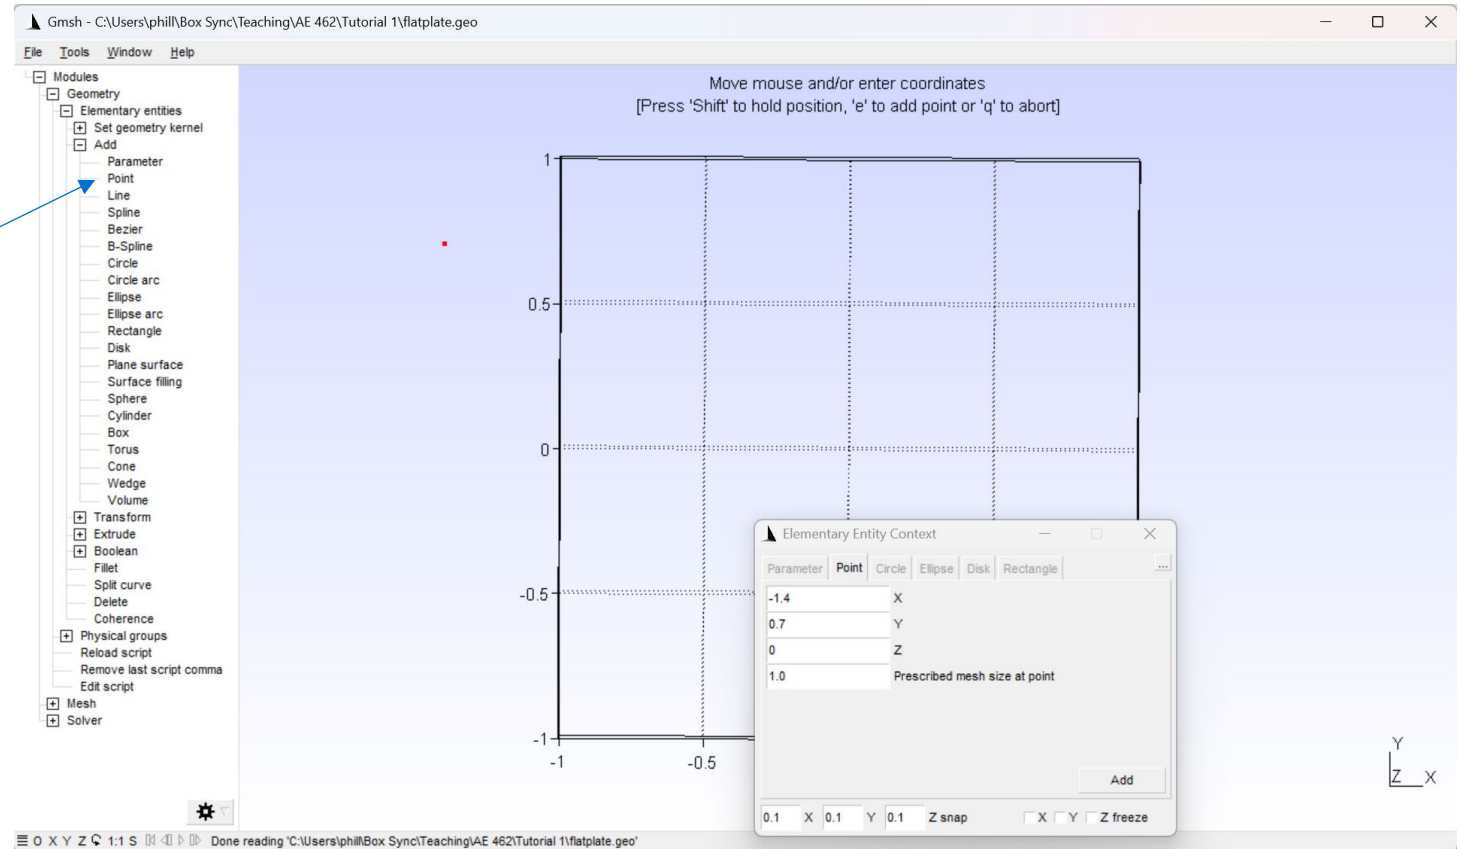 Gmsh - C:\Users\phill\Box Sync\Teaching\AE 462\Tutorial 1\flatplate.geo
File Tools Window Help
Modules
Geometry
Elementary entities
Set geometry kernel
Add
Parameter
Point
Line
Spline
Bezier
B-Spline
Circle
Circle arc
Ellipse
Ellipse arc
Rectangle
Disk
Plane surface
Surface filling
Sphere
Cylinder
Box
Torus
Cone
Wedge
Volume
Transform
Extrude
Boolean
Fillet
Split curve
Delete
Coherence
Physical groups
Reload script
Remove last script comma
Edit script
Mesh
Solver
Move mouse and/or enter coordinates
[Press 'Shift' to hold position, 'e' to add point or 'q' to abort]
1
0.5
0
-0.5
-1
-1 -0.5
Elementary Entity Context
Parameter Point Circle Ellipse Disk Rectangle ...
-1.4 X
0.7 Y
0 Z
1.0 Prescribed mesh size at point
Add
0.1 X 0.1 Y 0.1 Z snap X Y Z freeze
Y
Z X
O X Y Z 1:1 S Done reading 'C:\Users\phill\Box Sync\Teaching\AE 462\Tutorial 1\flatplate.geo'